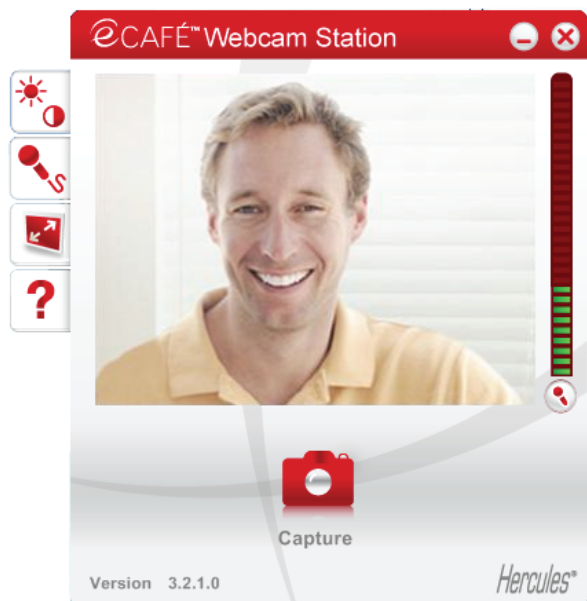 eCAFÉ™ Webcam Station
?
Capture
Version 3.2.1.0
Hercules®